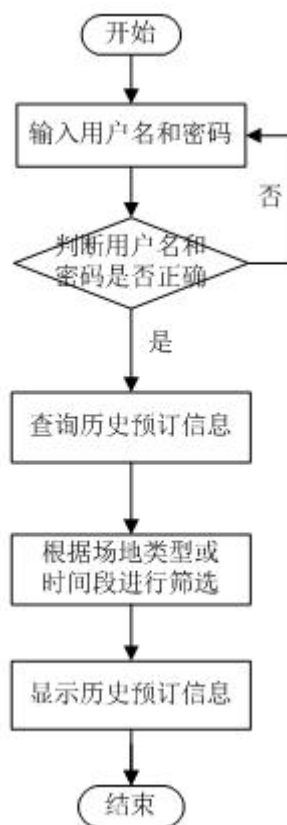 开始
输入用户名和密码
否
判断用户名和
密码是否正确
是
查询历史预订信息
根据场地类型或
时间段进行筛选
显示历史预订信息
结束